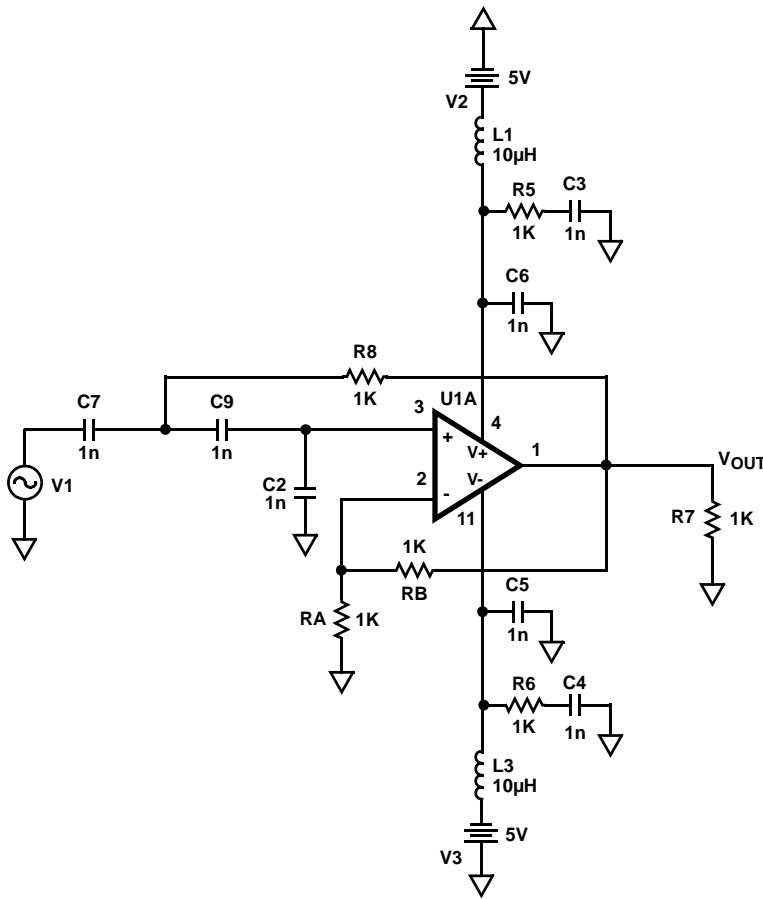 5V
V2
L1
10µH
R5
C3
1K
1n
C6
1n
R8
1K
U1A
C7
1n
C9
1n
3
+
4
V+
1
V1
C2
1n
2
-
V-
11
VOUT
R7
1K
1K
RB
RA
1K
C5
1n
R6
C4
1K
1n
L3
10µH
5V
V3